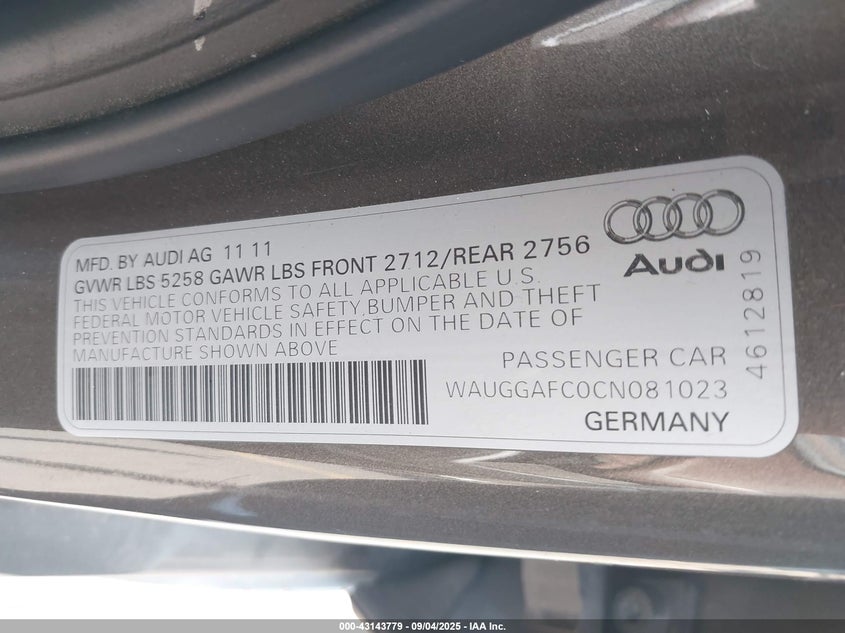 MFD. BY AUDI AG 11 11
GVWR LBS 5258 GAWR LBS FRONT 2712/REAR 2756
THIS VEHICLE CONFORMS TO ALL APPLICABLE U.S.
FEDERAL MOTOR VEHICLE SAFETY,BUMPER AND THEFT
PREVENTION STANDARDS IN EFFECT ON THE DATE OF
MANUFACTURE SHOWN ABOVE
Audi
PASSENGER CAR
WAUGGAFC0CN081023
GERMANY
4612819
000-43143779 --- 09/04/2025 --- IAA Inc.